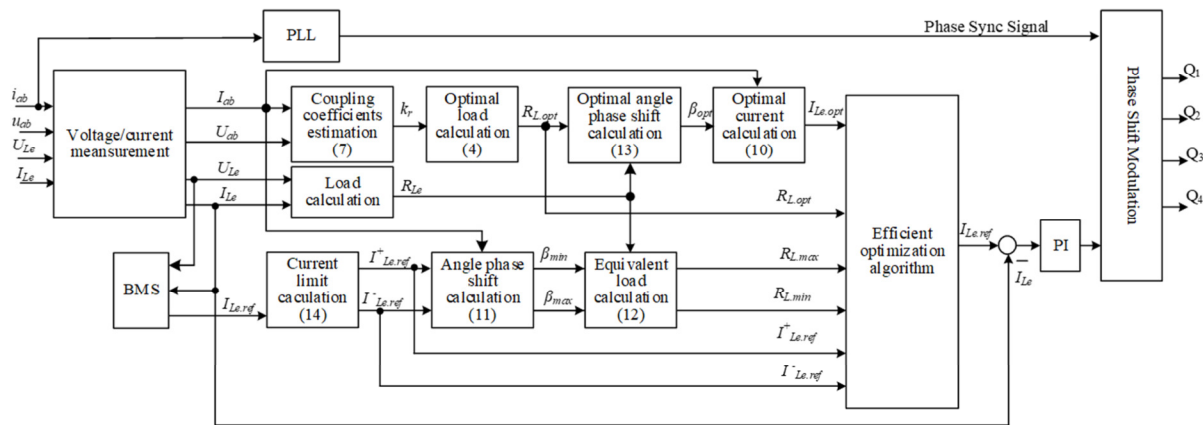 PLL
Phase Sync Signal
i_ab
u_ab
U_Le
I_Le
Voltage/current
meansurement
I_ab
U_ab
U_Le
I_Le
Coupling
coefficients
estimation
(7)
k_r
Optimal
load
calculation
(4)
R_L.opt
Optimal angle
phase shift
calculation
(13)
β_opt
Optimal
current
calculation
(10)
I_Le.opt
Load
calculation
R_Le
R_L.opt
BMS
I_Le.ref
Current
limit
caculation
(14)
I^+_Le.ref
I^-_Le.ref
Angle phase
shift
calculation
(11)
β_min
β_max
Equivalent
load
calculation
(12)
R_L.max
R_L.min
I^+_Le.ref
I^-_Le.ref
Efficient
optimization
algorithm
I_Le.ref
−
I_Le
PI
Phase Shift Modulation
Q1
Q2
Q3
Q4